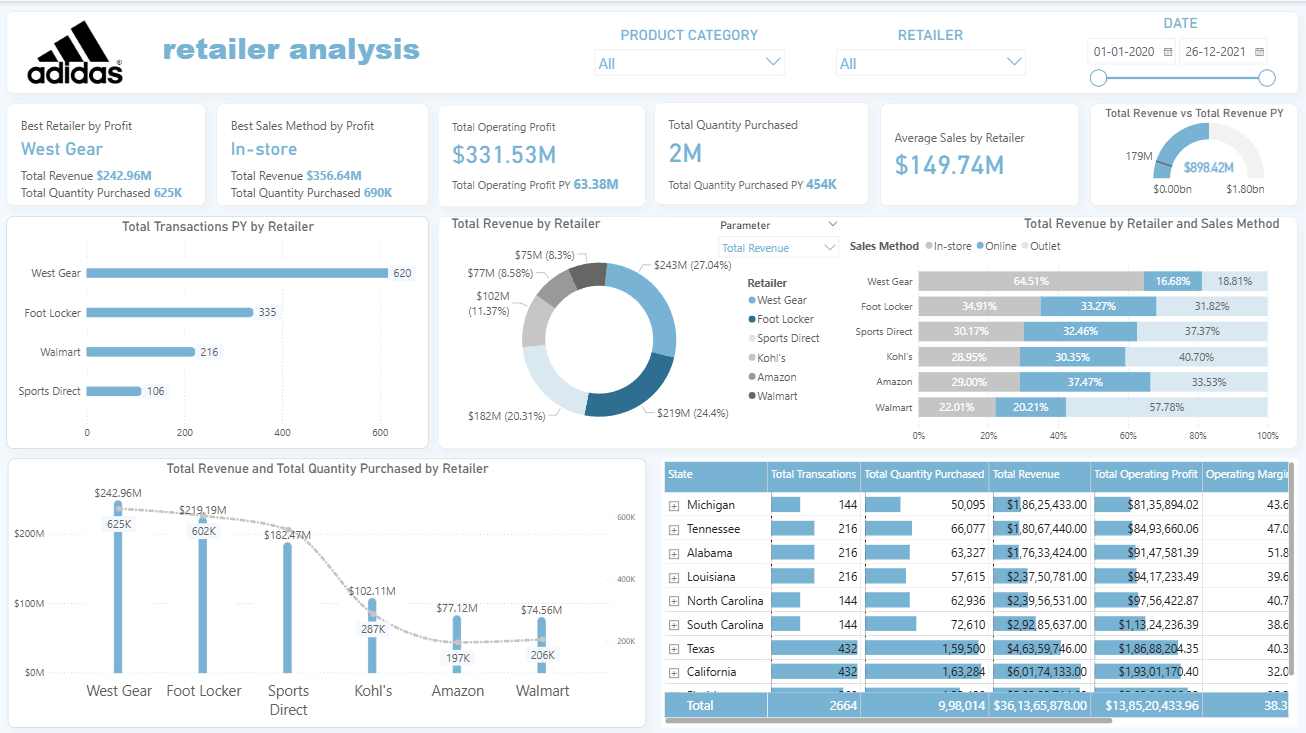 adidas
®
retailer analysis
PRODUCT CATEGORY
All
RETAILER
All
DATE
01-01-2020
26-12-2021
Best Retailer by Profit
West Gear
Total Revenue $242.96M
Total Quantity Purchased 625K
Best Sales Method by Profit
In-store
Total Revenue $356.64M
Total Quantity Purchased 690K
Total Operating Profit
$331.53M
Total Operating Profit PY 63.38M
Total Quantity Purchased
2M
Total Quantity Purchased PY 454K
Average Sales by Retailer
$149.74M
Total Revenue vs Total Revenue PY
179M
$898.42M
$0.00bn
$1.80bn
Total Transactions PY by Retailer
West Gear 620
Foot Locker 335
Walmart 216
Sports Direct 106
0 200 400 600
Total Revenue by Retailer
Parameter
Total Revenue
$75M (8.3%)
$77M (8.58%)
$102M
(11.37%)
$182M (20.31%)
$243M (27.04%)
$219M (24.4%)
Retailer
West Gear
Foot Locker
Sports Direct
Kohl's
Amazon
Walmart
Total Revenue by Retailer and Sales Method
Sales Method In-store Online Outlet
West Gear 64.51% 16.68% 18.81%
Foot Locker 34.91% 33.27% 31.82%
Sports Direct 30.17% 32.46% 37.37%
Kohl's 28.95% 30.35% 40.70%
Amazon 29.00% 37.47% 33.53%
Walmart 22.01% 20.21% 57.78%
0% 20% 40% 60% 80% 100%
Total Revenue and Total Quantity Purchased by Retailer
$200M
$100M
$0M
$242.96M
625K
$219.19M
602K
$182.47M
$102.11M
287K
$77.12M
197K
$74.56M
206K
600K
400K
200K
West Gear Foot Locker Sports Kohl's Amazon Walmart
Direct
State Total Transcations Total Quantity Purchased Total Revenue Total Operating Profit Operating Margin
Michigan 144 50,095 $1,86,25,433.00 $81,35,894.02 43.6
Tennessee 216 66,077 $1,80,67,440.00 $84,93,660.06 47.0
Alabama 216 63,327 $1,76,33,424.00 $91,47,581.39 51.8
Louisiana 216 57,615 $2,37,50,781.00 $94,17,233.49 39.6
North Carolina 144 62,936 $2,39,56,531.00 $97,56,422.87 40.7
South Carolina 144 72,610 $2,92,85,637.00 $1,13,24,236.39 38.6
Texas 432 1,59,500 $4,63,59,746.00 $1,86,88,204.35 40.3
California 432 1,63,284 $6,01,74,133.00 $1,93,01,170.40 32.0
Total 2664 9,98,014 $36,13,65,878.00 $13,85,20,433.96 38.3